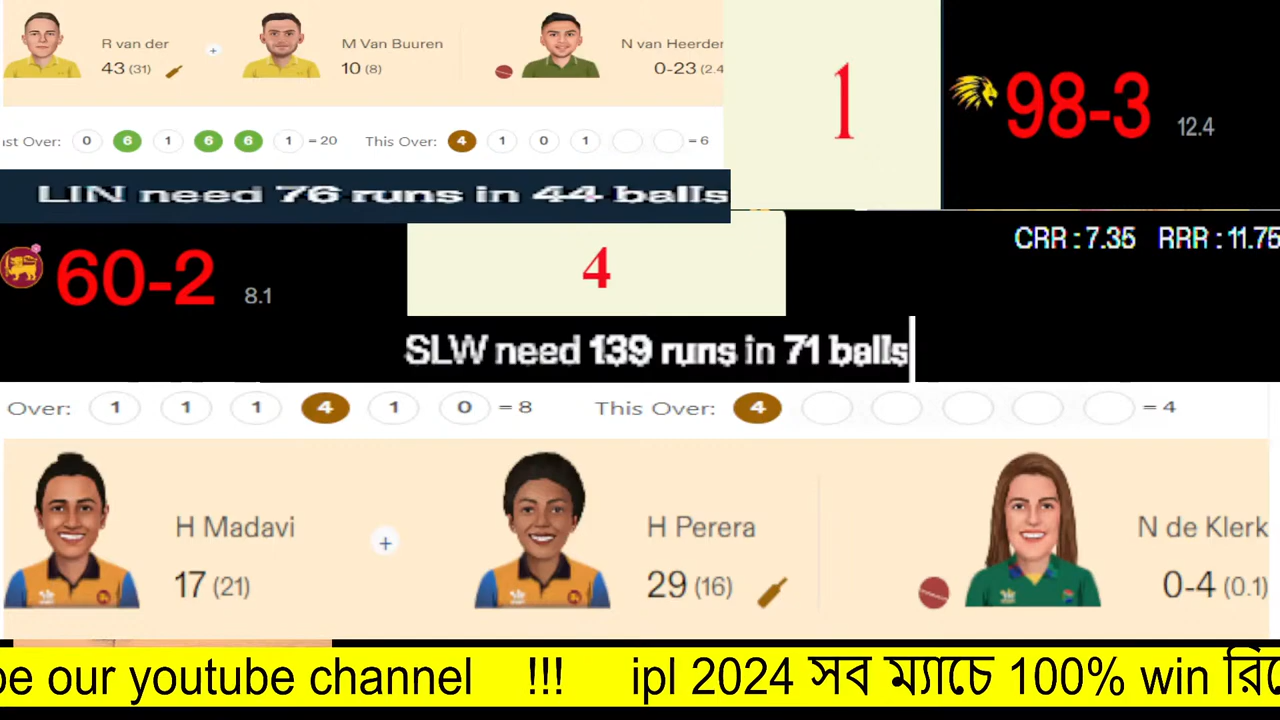 R van der
43 (31)
+
M Van Buuren
10 (8)
N van Heerder
0-23 (2.4
1
98-3 12.4
st Over: 0 6 1 6 6 1 = 20 This Over: 4 1 0 1 = 6
LIN need 76 runs in 44 balls
CRR : 7.35 RRR : 11.75
60-2 8.1
4
SLW need 139 runs in 71 balls
Over: 1 1 1 4 1 0 = 8 This Over: 4 = 4
H Madavi
17 (21)
+
H Perera
29 (16)
N de Klerk
0-4 (0.1)
be our youtube channel !!! ipl 2024 সব ম্যাচে 100% win